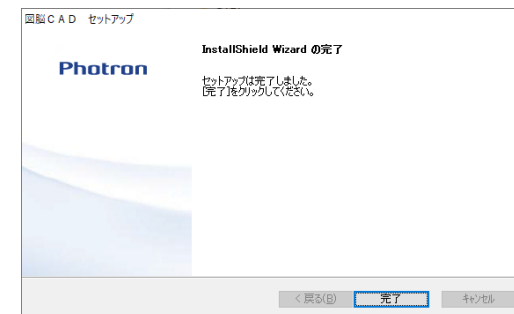 図脳ＣＡＤ セットアップ
Photron
InstallShield Wizard の完了
セットアップは完了しました。
[完了]をクリックしてください。
< 戻る(B)
完了
キャンセル